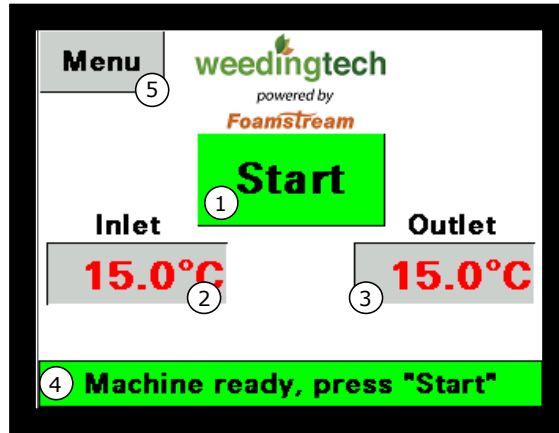 Menu
5
weedingtech
powered by
Foamstream
Start
1
Inlet
Outlet
15.0°C
2
15.0°C
3
4
Machine ready, press "Start"